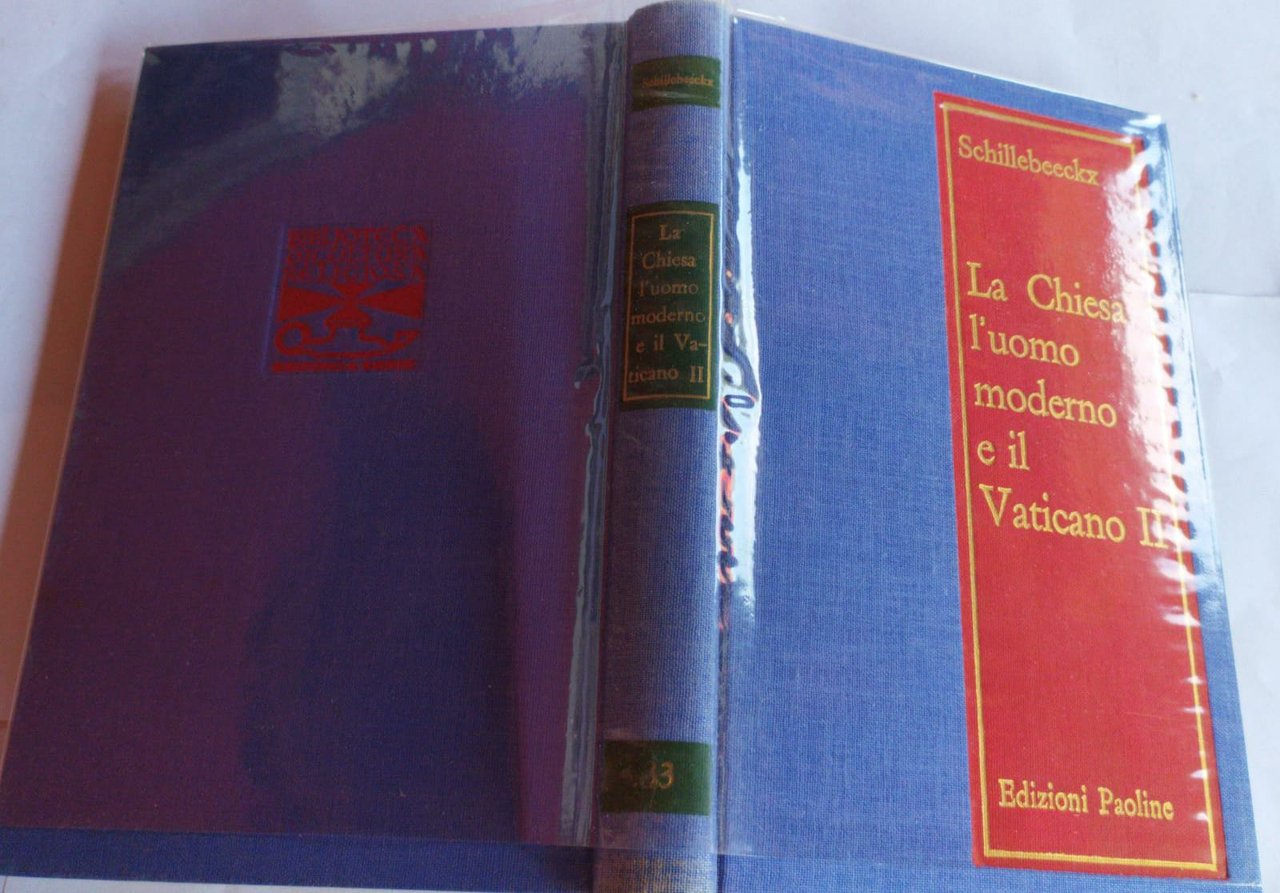 Schillebeeckx
La Chiesa
l'uomo
moderno
e il
Vaticano II
Edizioni Paoline
Schillebeeckx
La
Chiesa
l'uomo
moderno
e il Va-
ticano II